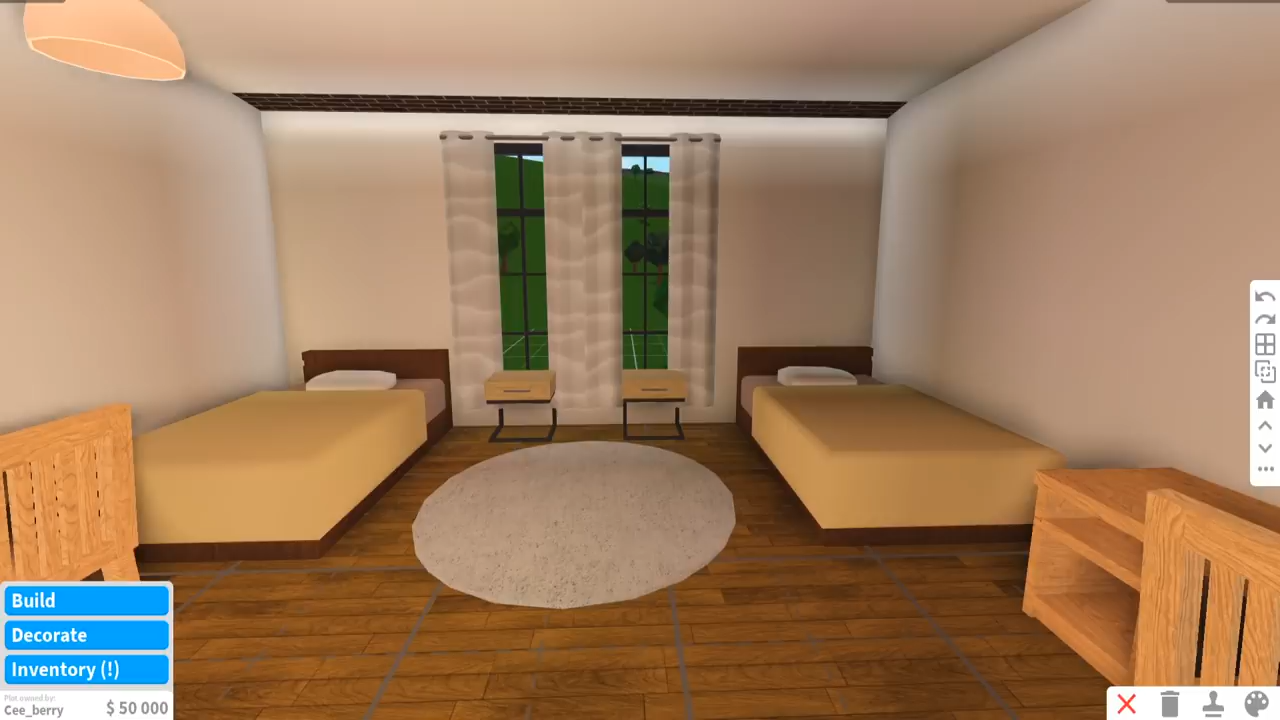 Build
Decorate
Inventory (!)
Plot owned by:
Cee_berry
$ 50 000